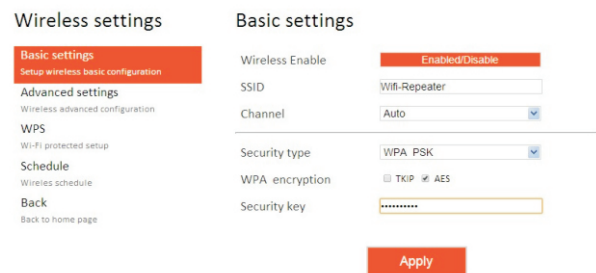 Wireless settings
Basic settings
Setup wireless basic configuration
Advanced settings
Wireless advanced configuration
WPS
Wi-Fi protected setup
Schedule
Wireles schedule
Back
Back to home page
Basic settings
Wireless Enable Enabled/Disable
SSID Wifi-Repeater
Channel Auto
Security type WPA PSK
WPA encryption TKIP AES
Security key ••••••••••
Apply